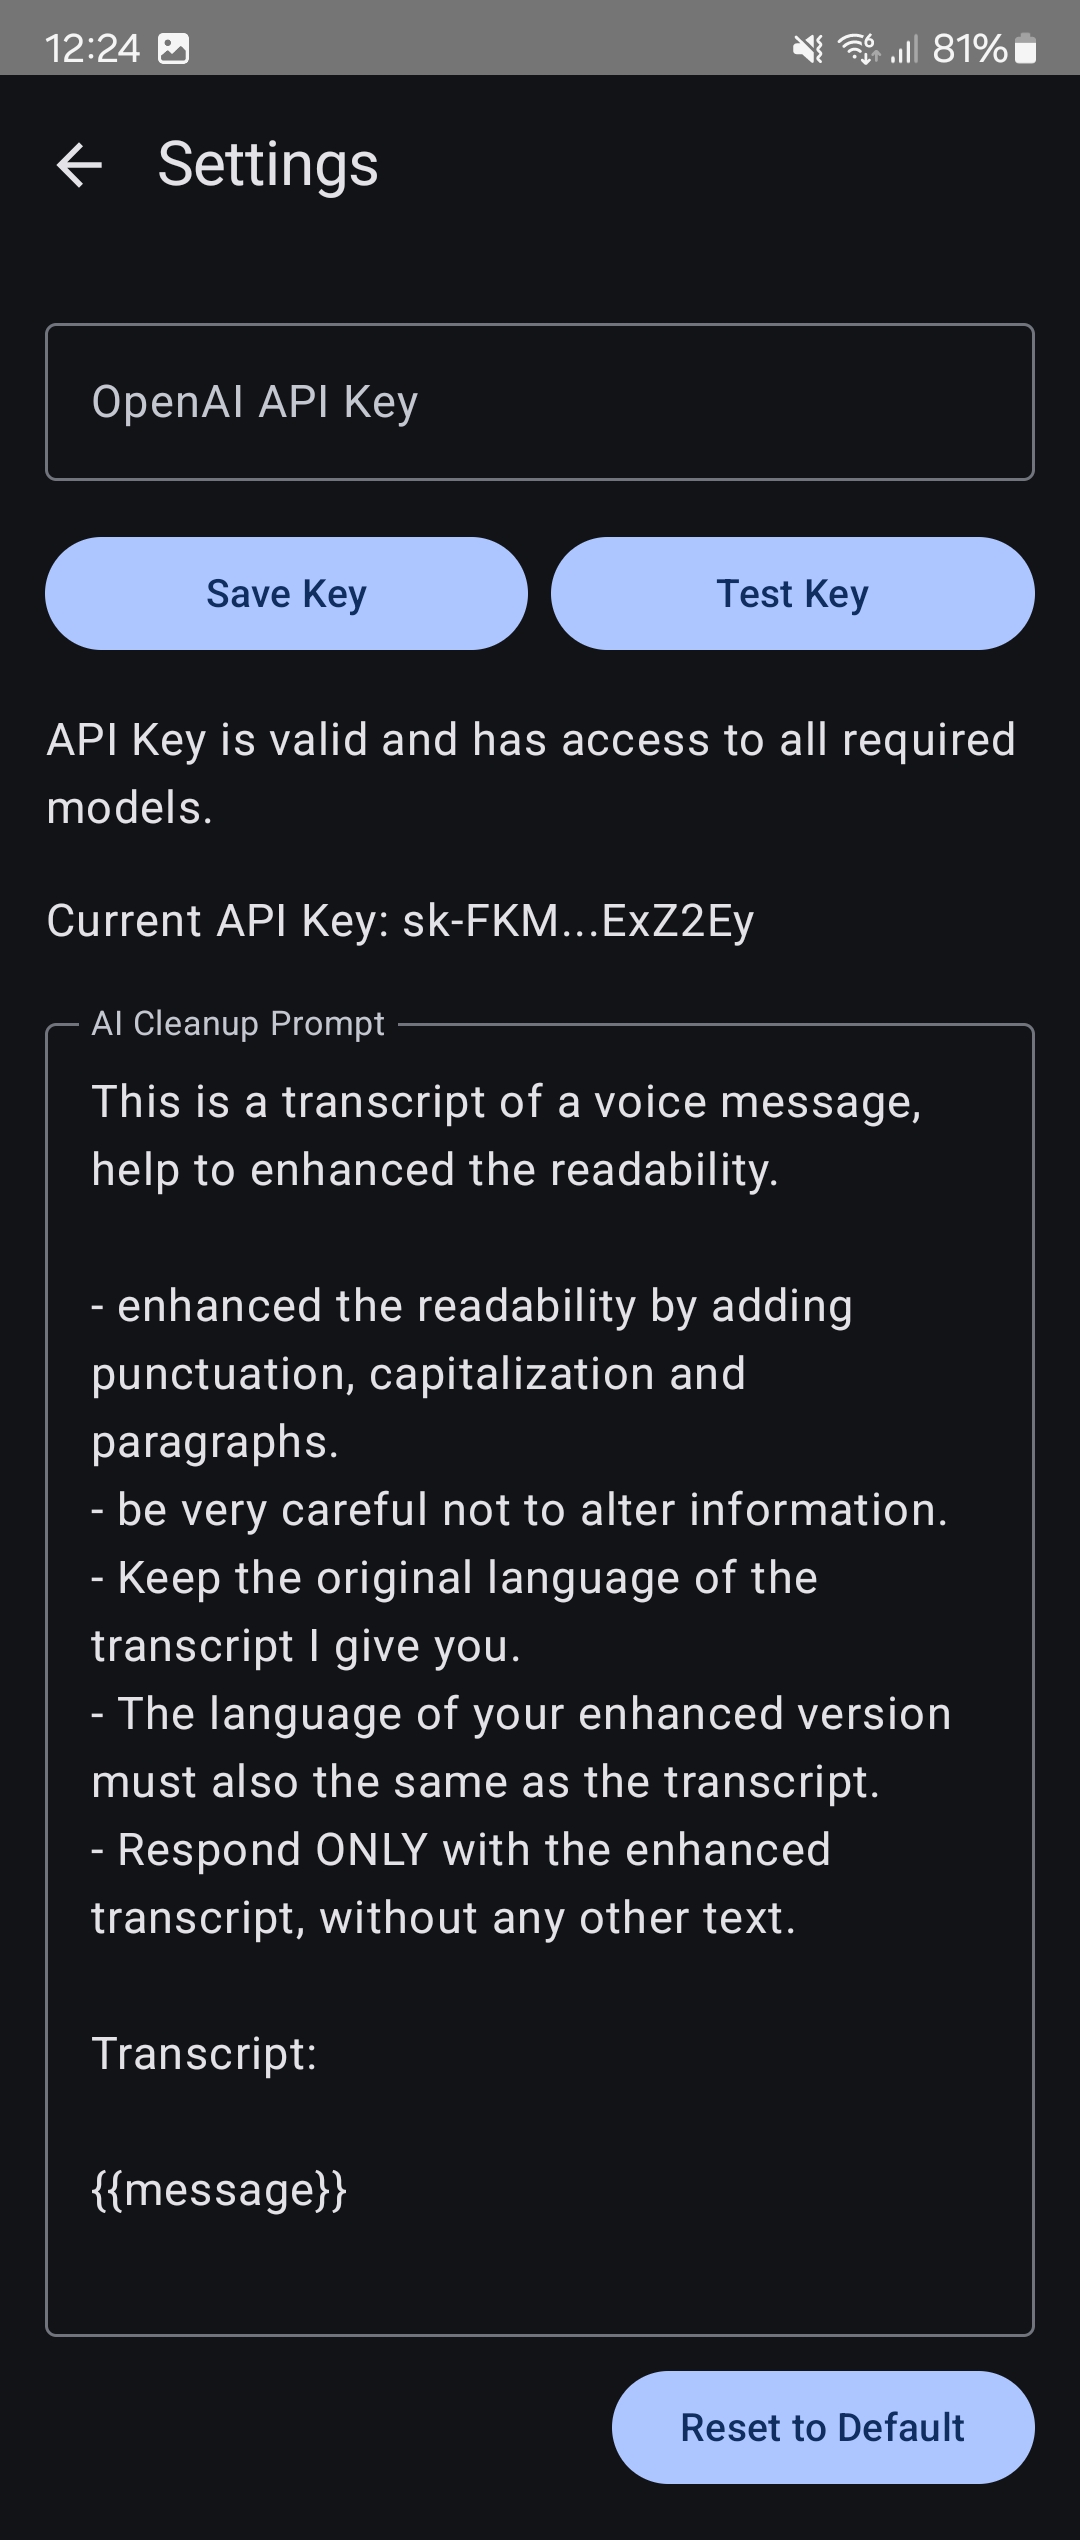 12:24
81%
Settings
OpenAI API Key
Save Key
Test Key
API Key is valid and has access to all required
models.
Current API Key: sk-FKM...ExZ2Ey
AI Cleanup Prompt
This is a transcript of a voice message,
help to enhanced the readability.
- enhanced the readability by adding
punctuation, capitalization and
paragraphs.
- be very careful not to alter information.
- Keep the original language of the
transcript I give you.
- The language of your enhanced version
must also the same as the transcript.
- Respond ONLY with the enhanced
transcript, without any other text.
Transcript:
{{message}}
Reset to Default